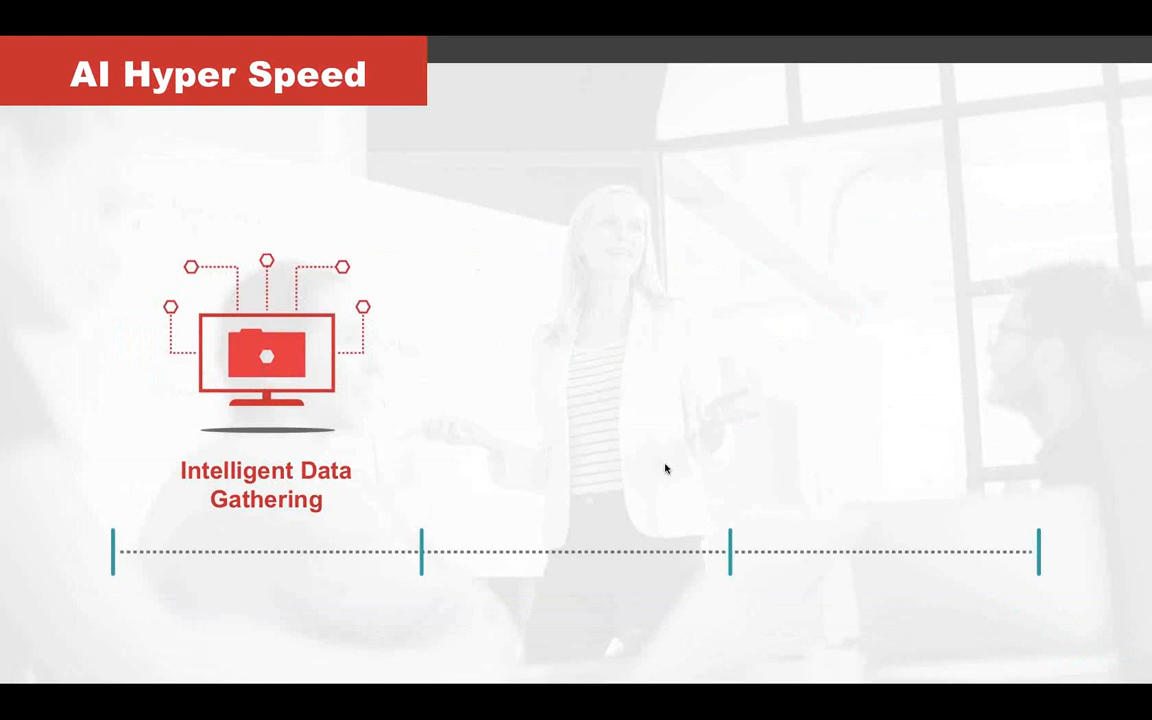 AI Hyper Speed
Intelligent Data
Gathering